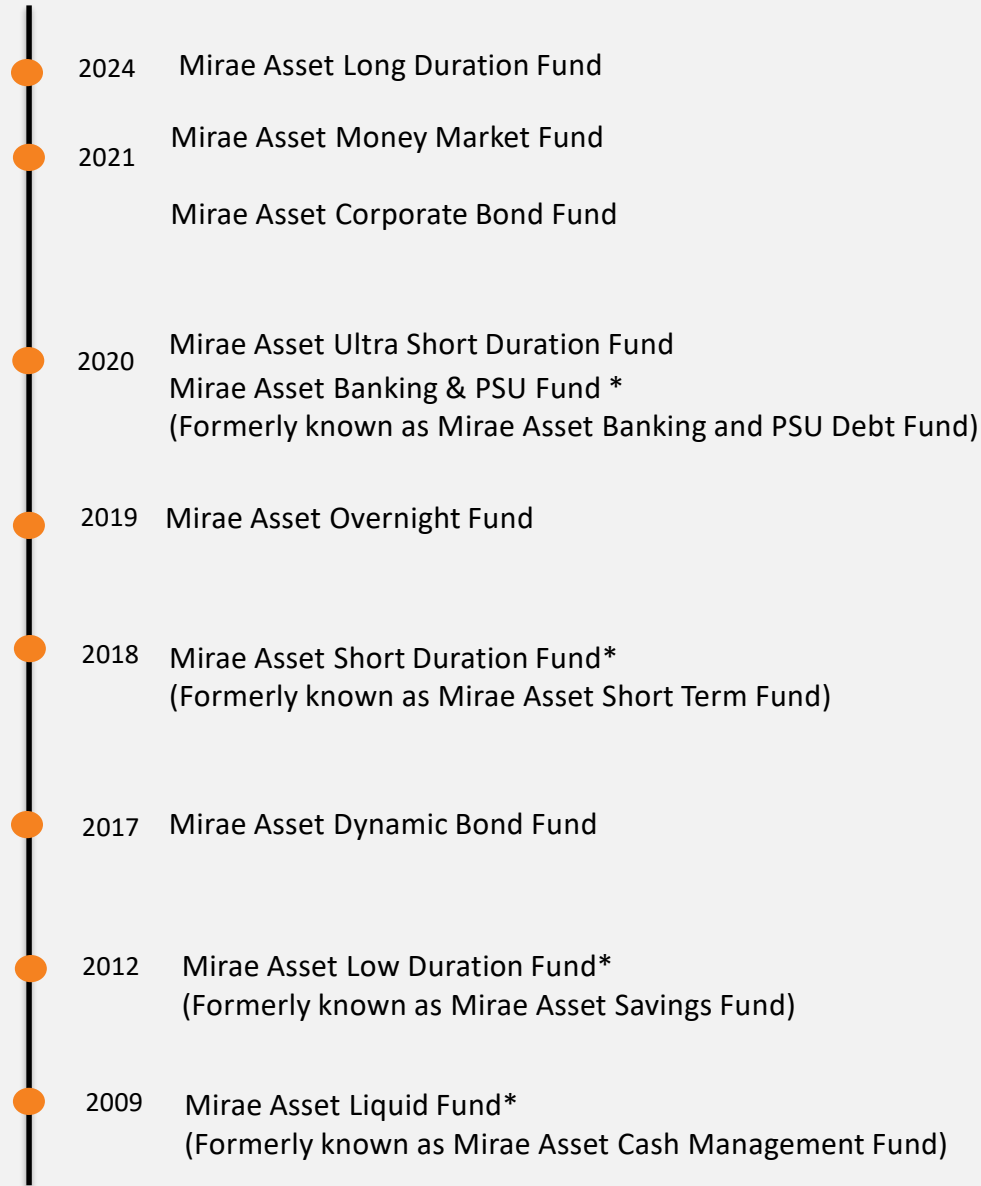 2024 Mirae Asset Long Duration Fund
Mirae Asset Money Market Fund
2021
Mirae Asset Corporate Bond Fund
Mirae Asset Ultra Short Duration Fund
2020
Mirae Asset Banking & PSU Fund *
(Formerly known as Mirae Asset Banking and PSU Debt Fund)
2019 Mirae Asset Overnight Fund
2018 Mirae Asset Short Duration Fund*
(Formerly known as Mirae Asset Short Term Fund)
2017 Mirae Asset Dynamic Bond Fund
2012 Mirae Asset Low Duration Fund*
(Formerly known as Mirae Asset Savings Fund)
2009 Mirae Asset Liquid Fund*
(Formerly known as Mirae Asset Cash Management Fund)